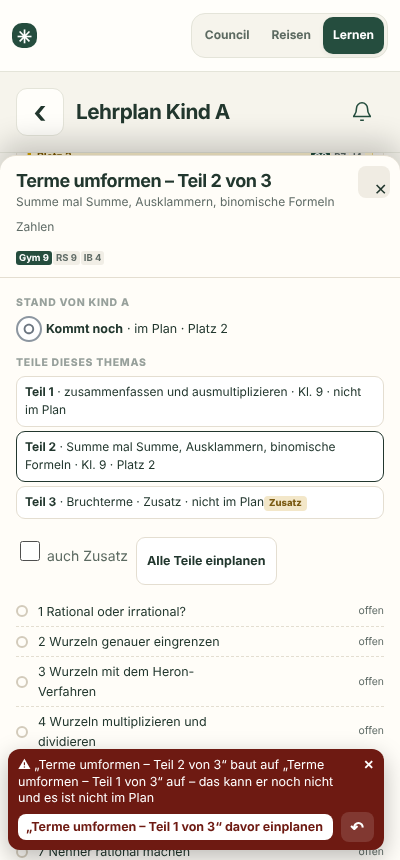 Council Reisen Lernen
Lehrplan Kind A
Terme umformen – Teil 2 von 3
Summe mal Summe, Ausklammern, binomische Formeln
Zahlen
Gym 9 RS 9 IB 4
STAND VON KIND A
Kommt noch · im Plan · Platz 2
TEILE DIESES THEMAS
Teil 1 · zusammenfassen und ausmultiplizieren · Kl. 9 · nicht
im Plan
Teil 2 · Summe mal Summe, Ausklammern, binomische
Formeln · Kl. 9 · Platz 2
Teil 3 · Bruchterme · Zusatz · nicht im Plan Zusatz
auch Zusatz Alle Teile einplanen
1 Rational oder irrational? offen
2 Wurzeln genauer eingrenzen offen
3 Wurzeln mit dem Heron-
Verfahren offen
4 Wurzeln multiplizieren und
dividieren offen
⚠ „Terme umformen – Teil 2 von 3“ baut auf „Terme
umformen – Teil 1 von 3“ auf – das kann er noch nicht
und es ist nicht im Plan
„Terme umformen – Teil 1 von 3“ davor einplanen
7 Nenner rational machen offen